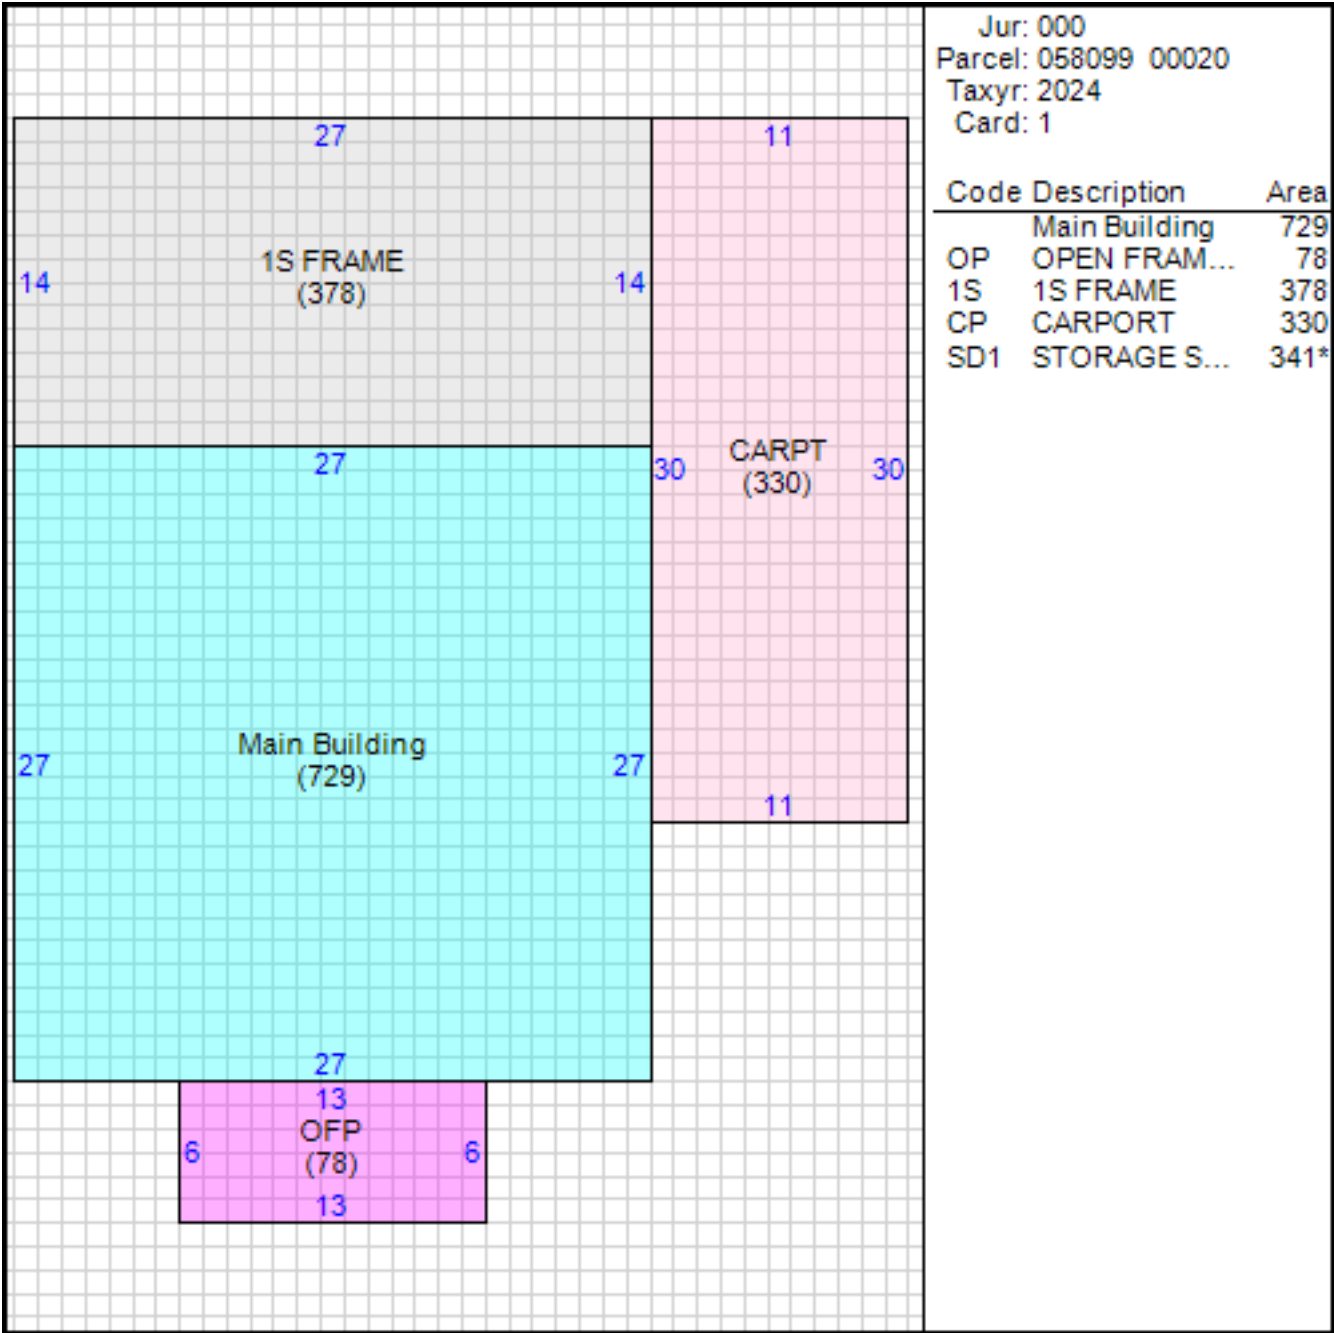 Jur: 000
Parcel: 058099 00020
Taxyr: 2024
Card: 1
Code Description Area
Main Building 729
OP OPEN FRAM... 78
1S 1S FRAME 378
CP CARPORT 330
SD1 STORAGE S... 341*
27
11
1S FRAME
(378)
14
14
27
CARPT
(330)
30
30
Main Building
(729)
27
27
11
27
13
OFP
(78)
6
6
13